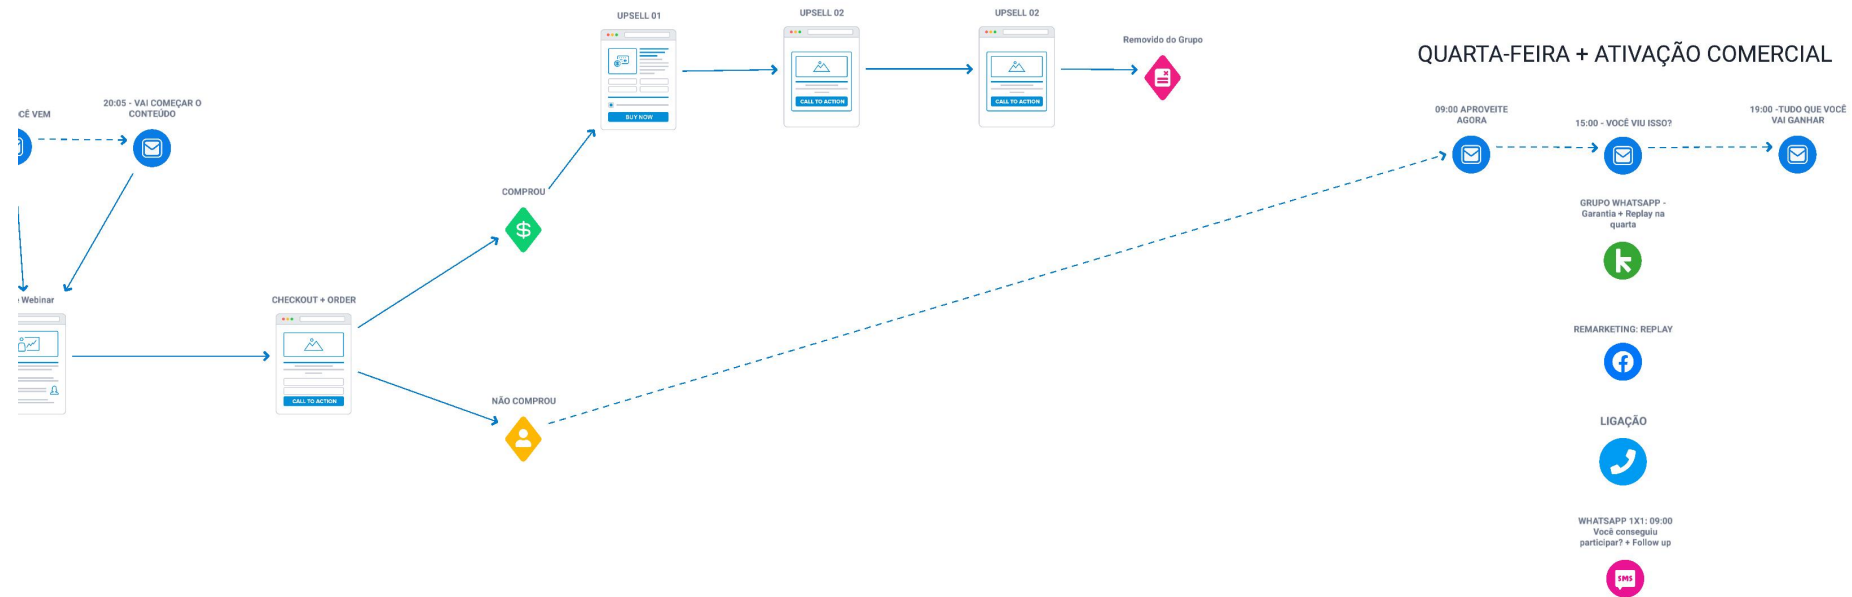 UPSELL 01
UPSELL 02
UPSELL 02
Removido do Grupo
QUARTA-FEIRA + ATIVAÇÃO COMERCIAL
VEM
20:05 - VAI COMEÇAR O
CONTEÚDO
09:00 APROVEITE
AGORA
15:00 - VOCÊ VIU ISSO?
19:00 -TUDO QUE VOCÊ
VAI GANHAR
CALL TO ACTION
CALL TO ACTION
BUY NOW
COMPROU
GRUPO WHATSAPP -
Garantia + Replay na
quarta
Webinar
CHECKOUT + ORDER
CALL TO ACTION
REMARKETING: REPLAY
NÃO COMPROU
LIGAÇÃO
WHATSAPP 1X1: 09:00
Você conseguiu
participar? + Follow up
SMS